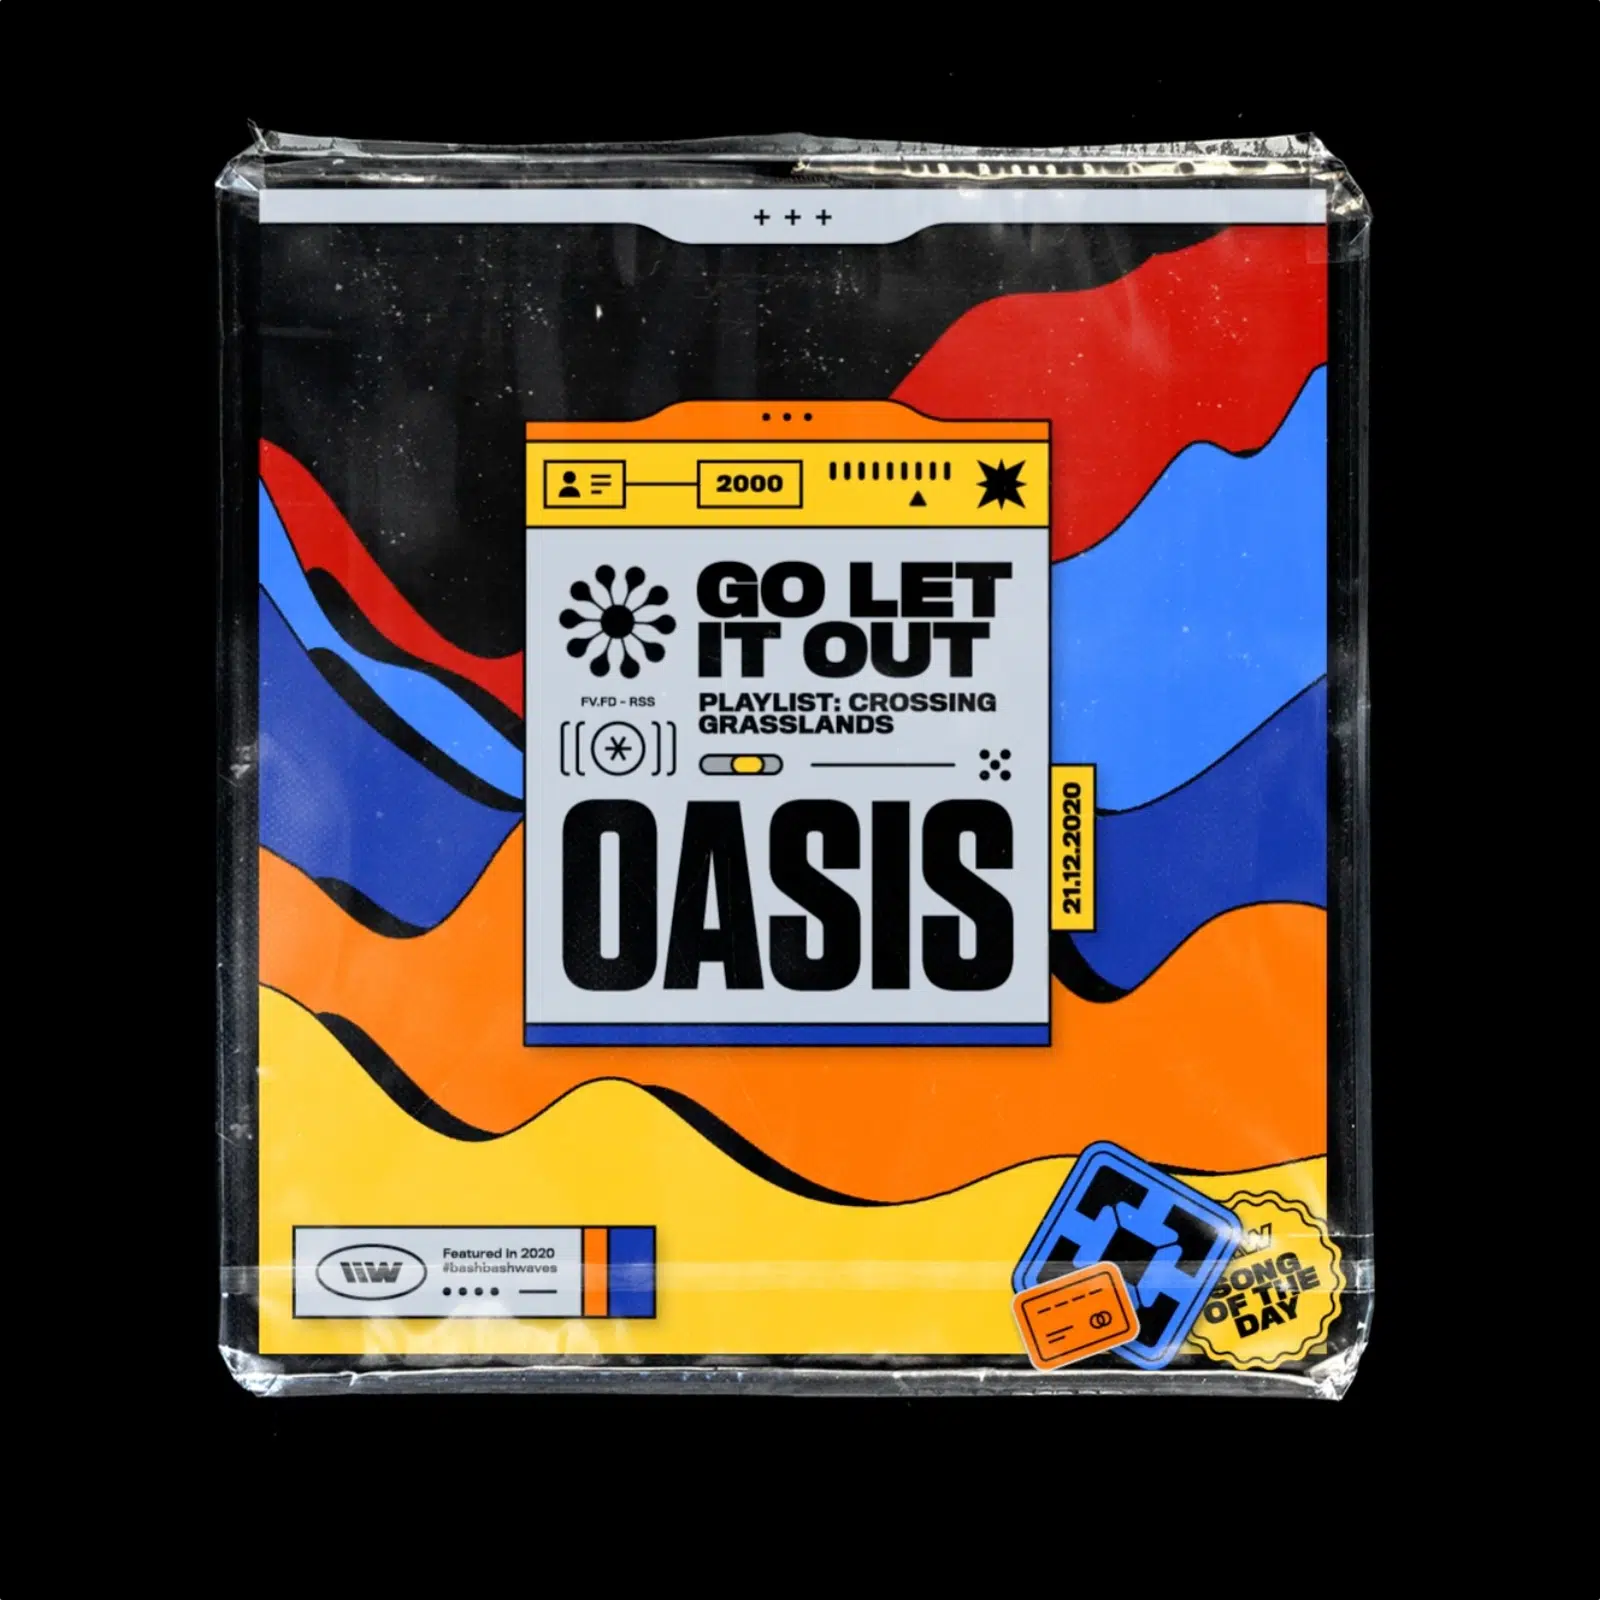 + + +
2000
GO LET
IT OUT
FV.FD - RSS
PLAYLIST: CROSSING
GRASSLANDS
OASIS
21.12.2020
Featured in 2020
#bashbashwaves
SONG
OF THE
DAY